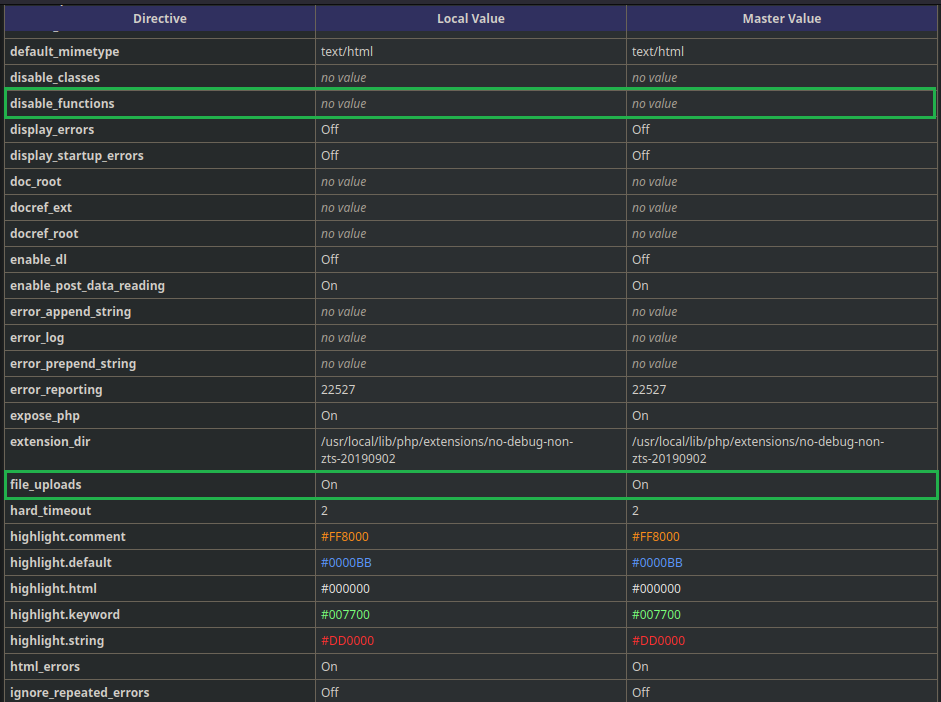 Directive Local Value Master Value
default_mimetype text/html text/html
disable_classes no value no value
disable_functions no value no value
display_errors Off Off
display_startup_errors Off Off
doc_root no value no value
docref_ext no value no value
docref_root no value no value
enable_dl Off Off
enable_post_data_reading On On
error_append_string no value no value
error_log no value no value
error_prepend_string no value no value
error_reporting 22527 22527
expose_php On On
extension_dir /usr/local/lib/php/extensions/no-debug-non- /usr/local/lib/php/extensions/no-debug-non-
zts-20190902 zts-20190902
file_uploads On On
hard_timeout 2 2
highlight.comment #FF8000 #FF8000
highlight.default #0000BB #0000BB
highlight.html #000000 #000000
highlight.keyword #007700 #007700
highlight.string #DD0000 #DD0000
html_errors On On
ignore_repeated_errors Off Off